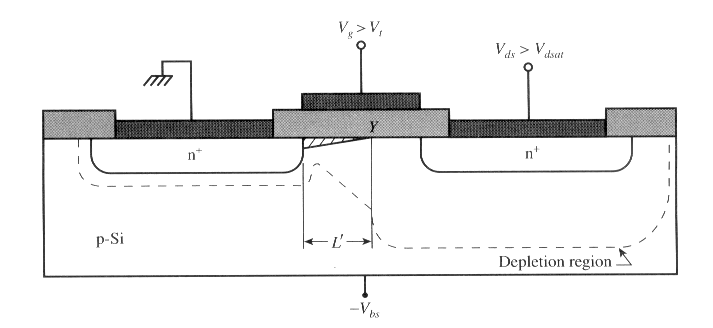 V_g > V_t
V_ds > V_dsat
Y
n⁺
n⁺
p-Si
L′
Depletion region
−V_bs